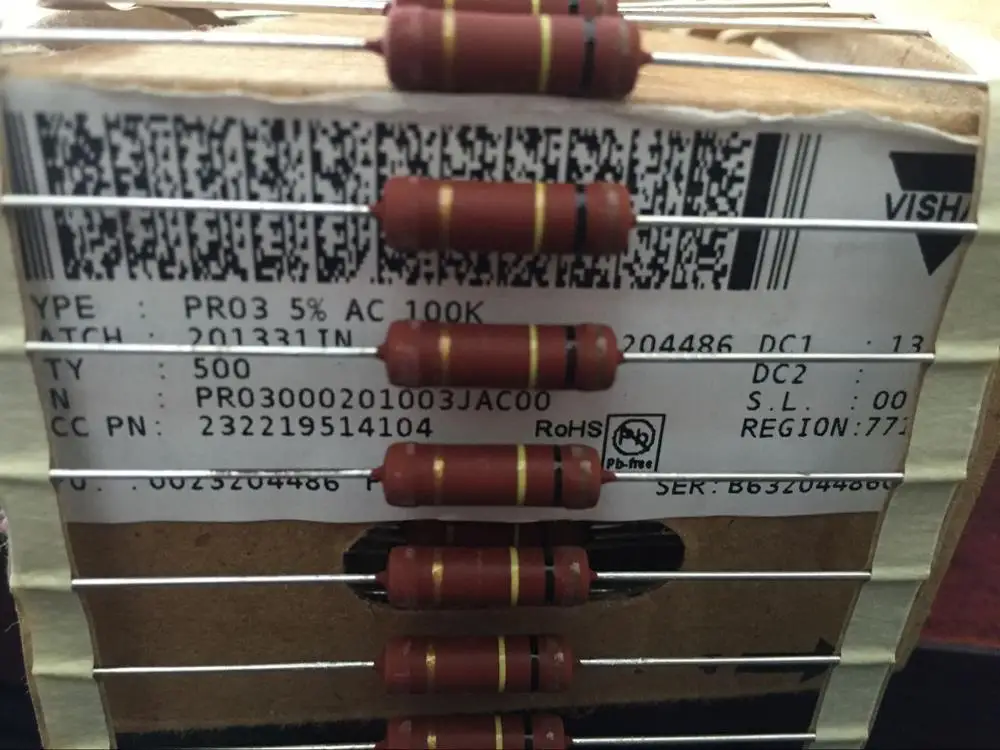 VISHA
YPE : PR03 5% AC 100K
ATCH : 201331IN 204486 DC1 : 13
TY : 500 DC2 :
N : PR03000201003JAC00 S.L. : 00
CC PN: 232219514104 RoHS Pb REGION:771
Pb-free
0023204486 SER: B632044860